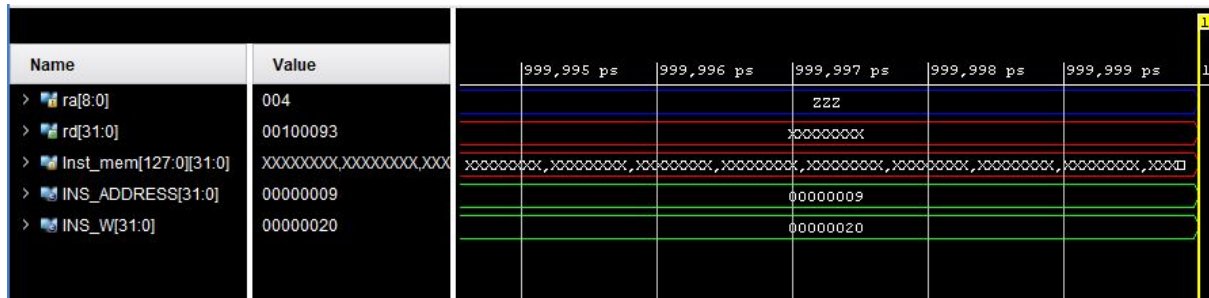 1
Name Value 999,995 ps 999,996 ps 999,997 ps 999,998 ps 999,999 ps 1
> ra[8:0] 004 ZZZ
> rd[31:0] 00100093 XXXXXXXX
> Inst_mem[127:0][31:0] XXXXXXXX,XXXXXXXX,XXX XXXXXXXX,XXXXXXXX,XXXXXXXX,XXXXXXXX,XXXXXXXX,XXXXXXXX,XXXXXXXX,XXXXXXXX,XXX
> INS_ADDRESS[31:0] 00000009 00000009
> INS_W[31:0] 00000020 00000020